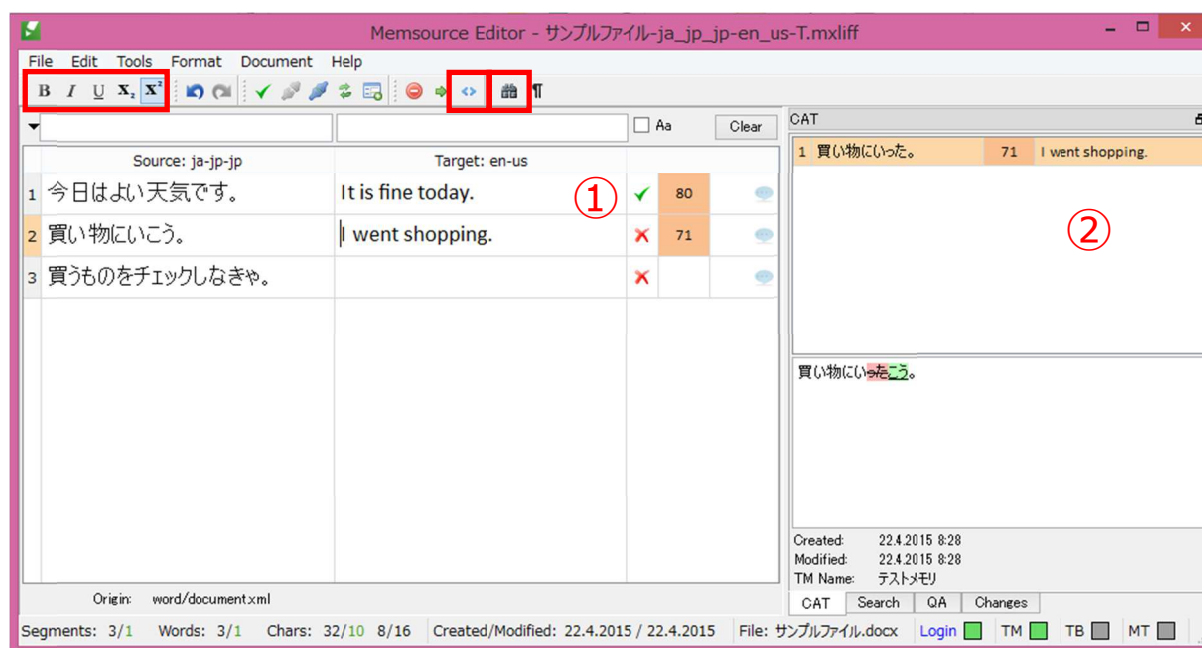 Memsource Editor - サンプルファイル-ja_jp_jp-en_us-T.mxliff
File Edit Tools Format Document Help
B I U X₂ X² ¶
Aa Clear
Source: ja-jp-jp Target: en-us
1 今日はよい天気です。 It is fine today. ① 80
2 買い物にいこう。 I went shopping. 71
3 買うものをチェックしなきゃ。
Origin: word/document.xml
CAT
1 買い物にいった。 71 I went shopping.
②
買い物にいったこう。
Created: 22.4.2015 8:28
Modified: 22.4.2015 8:28
TM Name: テストメモリ
CAT Search QA Changes
Segments: 3/1 Words: 3/1 Chars: 32/10 8/16 Created/Modified: 22.4.2015 / 22.4.2015 File: サンプルファイル.docx Login TM TB MT